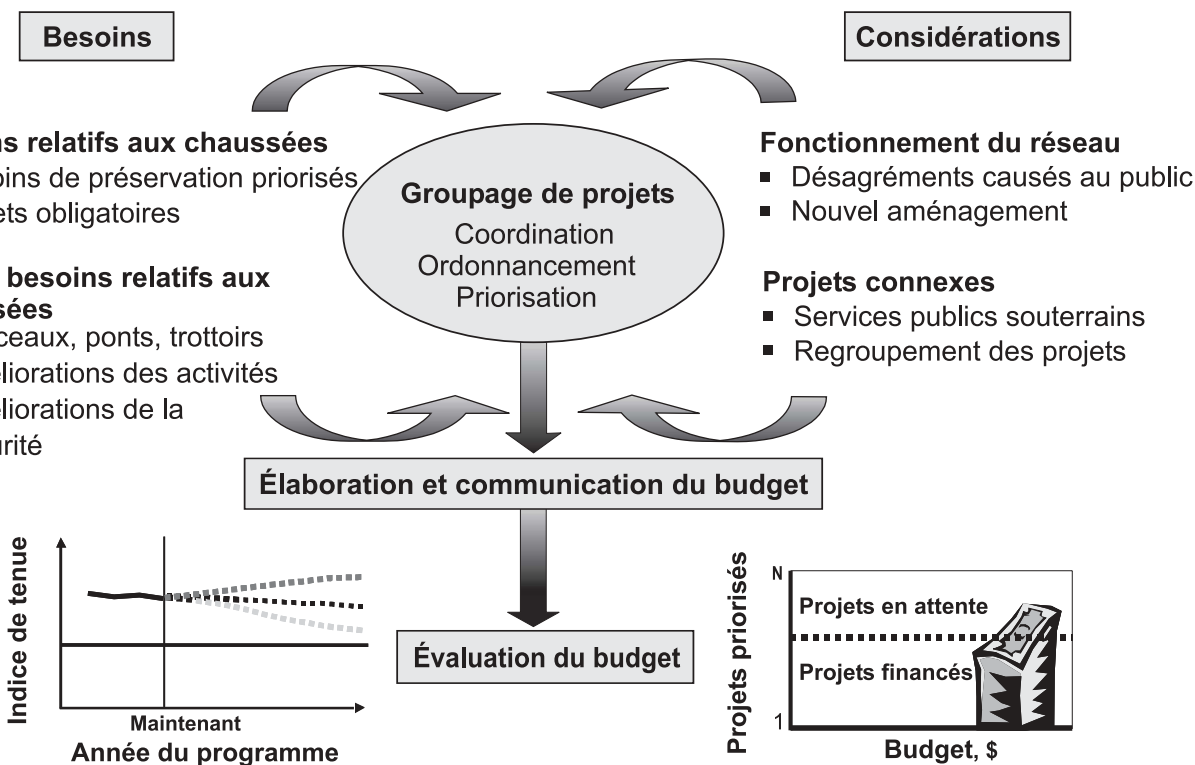 Besoins
Considérations
ns relatifs aux chaussées
oins de préservation priorisés
ets obligatoires
besoins relatifs aux
sées
ceaux, ponts, trottoirs
éliorations des activités
éliorations de la
urité
Groupage de projets
Coordination
Ordonnancement
Priorisation
Fonctionnement du réseau
▪ Désagréments causés au public
▪ Nouvel aménagement
Projets connexes
▪ Services publics souterrains
▪ Regroupement des projets
Élaboration et communication du budget
Évaluation du budget
Indice de tenue
Maintenant
Année du programme
Projets priorisés
N
Projets en attente
Projets financés
1
Budget, $